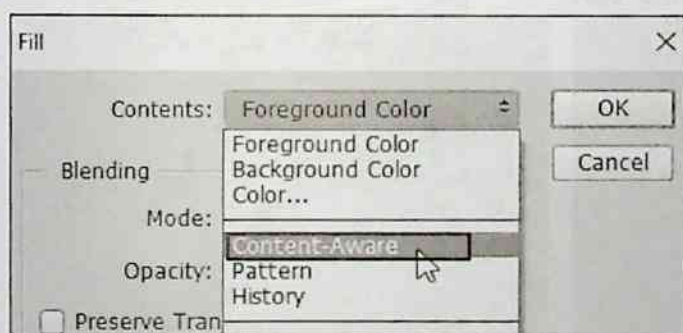 Fill
Contents: Foreground Color OK
Foreground Color
Background Color
Color...
Blending
Cancel
Mode:
Content-Aware
Opacity:
Pattern
History
Preserve Tran